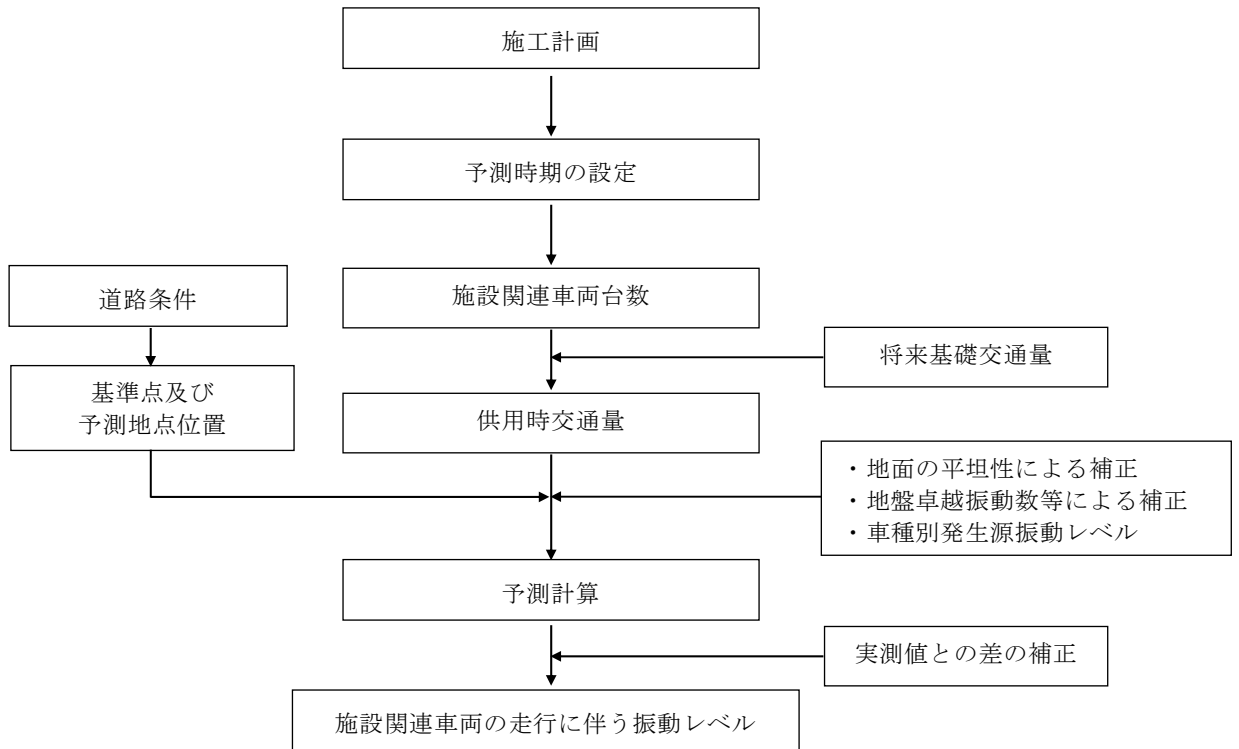 施工計画
予測時期の設定
施設関連車両台数
道路条件
将来基礎交通量
基準点及び
予測地点位置
供用時交通量
・地面の平坦性による補正
・地盤卓越振動数等による補正
・車種別発生源振動レベル
予測計算
実測値との差の補正
施設関連車両の走行に伴う振動レベル